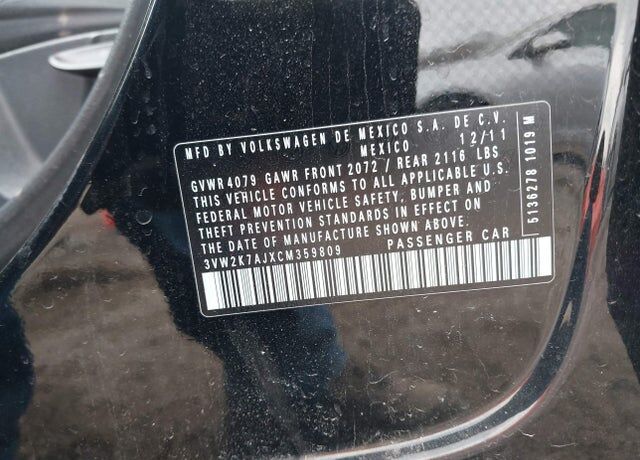 MFD BY VOLKSWAGEN DE MEXICO S.A. DE C.V.
MEXICO 12/11
GVWR 4079 GAWR FRONT 2072 / REAR 2116 LBS
THIS VEHICLE CONFORMS TO ALL APPLICABLE U.S.
FEDERAL MOTOR VEHICLE SAFETY, BUMPER AND
THEFT PREVENTION STANDARDS IN EFFECT ON
THE DATE OF MANUFACTURE SHOWN ABOVE.
3VW2K7AJXCM359809 PASSENGER CAR
5136278 1019 M